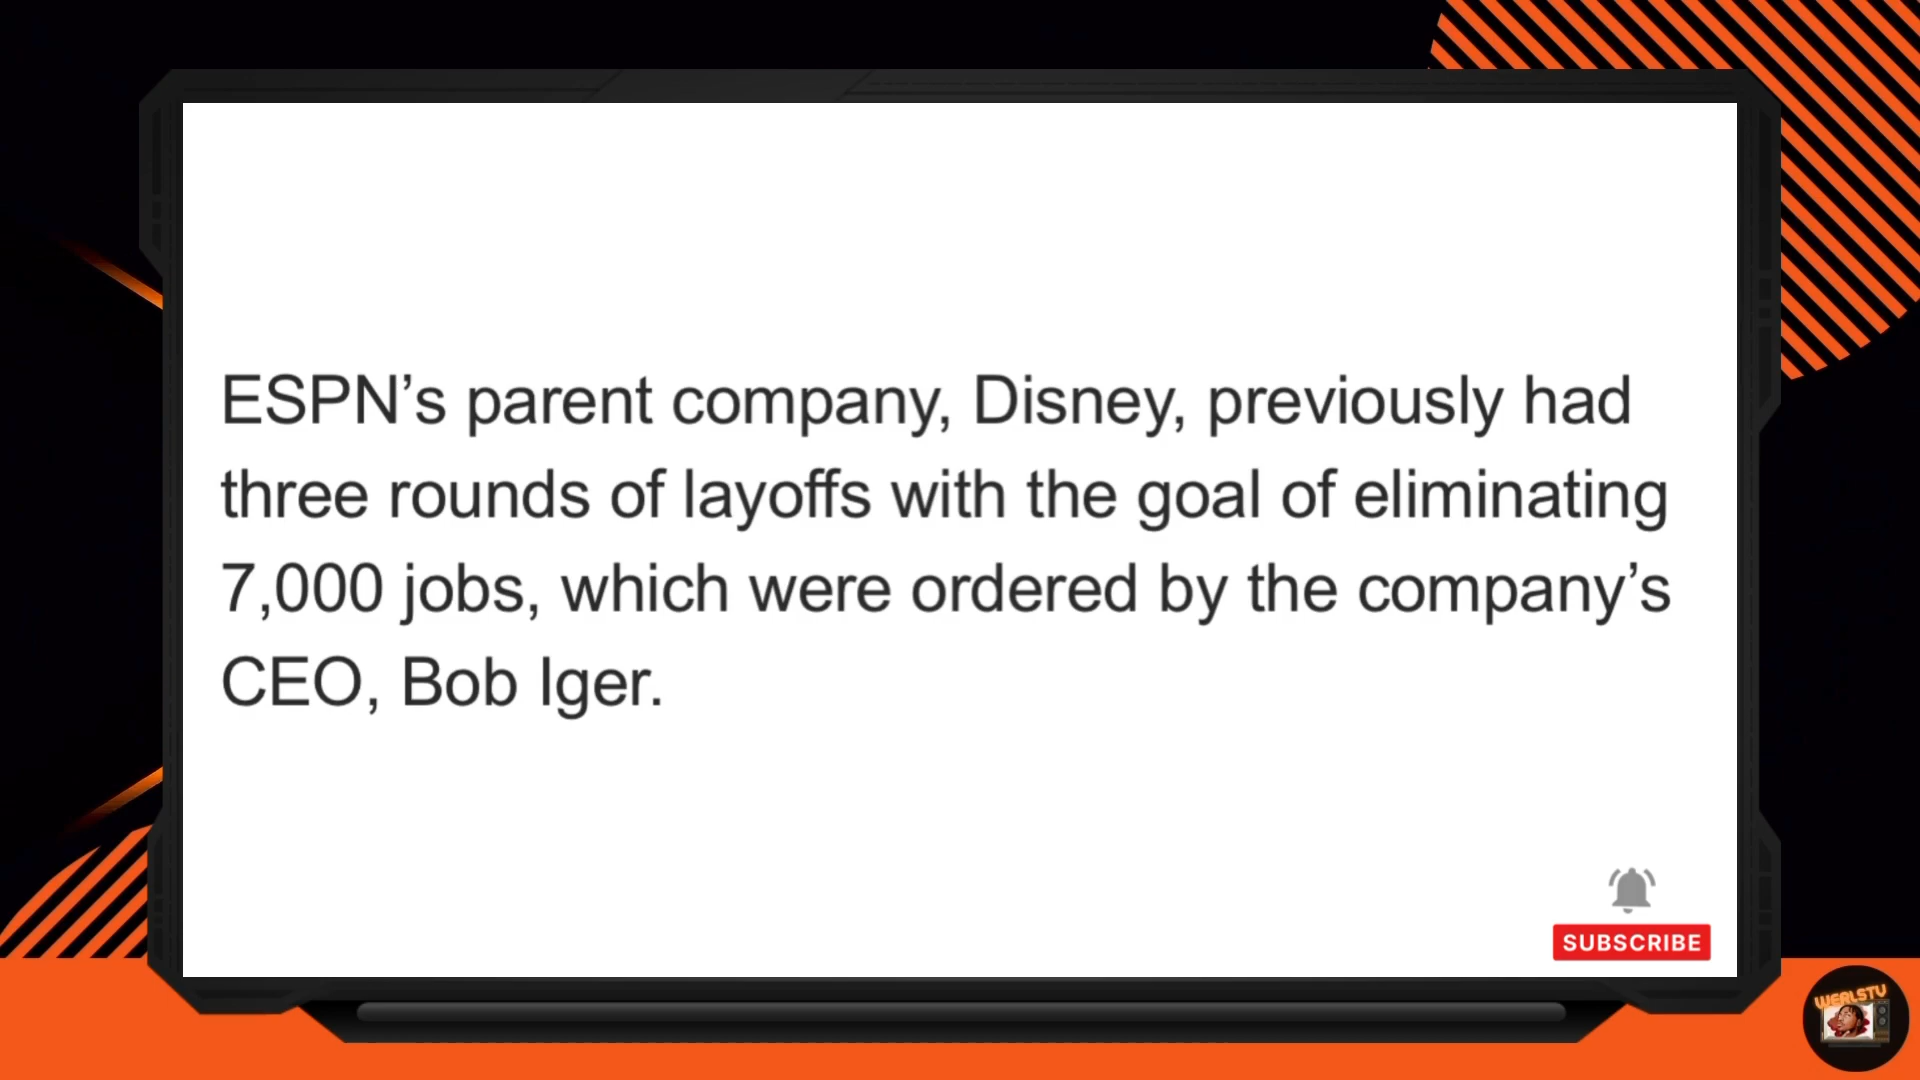 ESPN’s parent company, Disney, previously had
three rounds of layoffs with the goal of eliminating
7,000 jobs, which were ordered by the company’s
CEO, Bob Iger.
SUBSCRIBE
WERLSTV